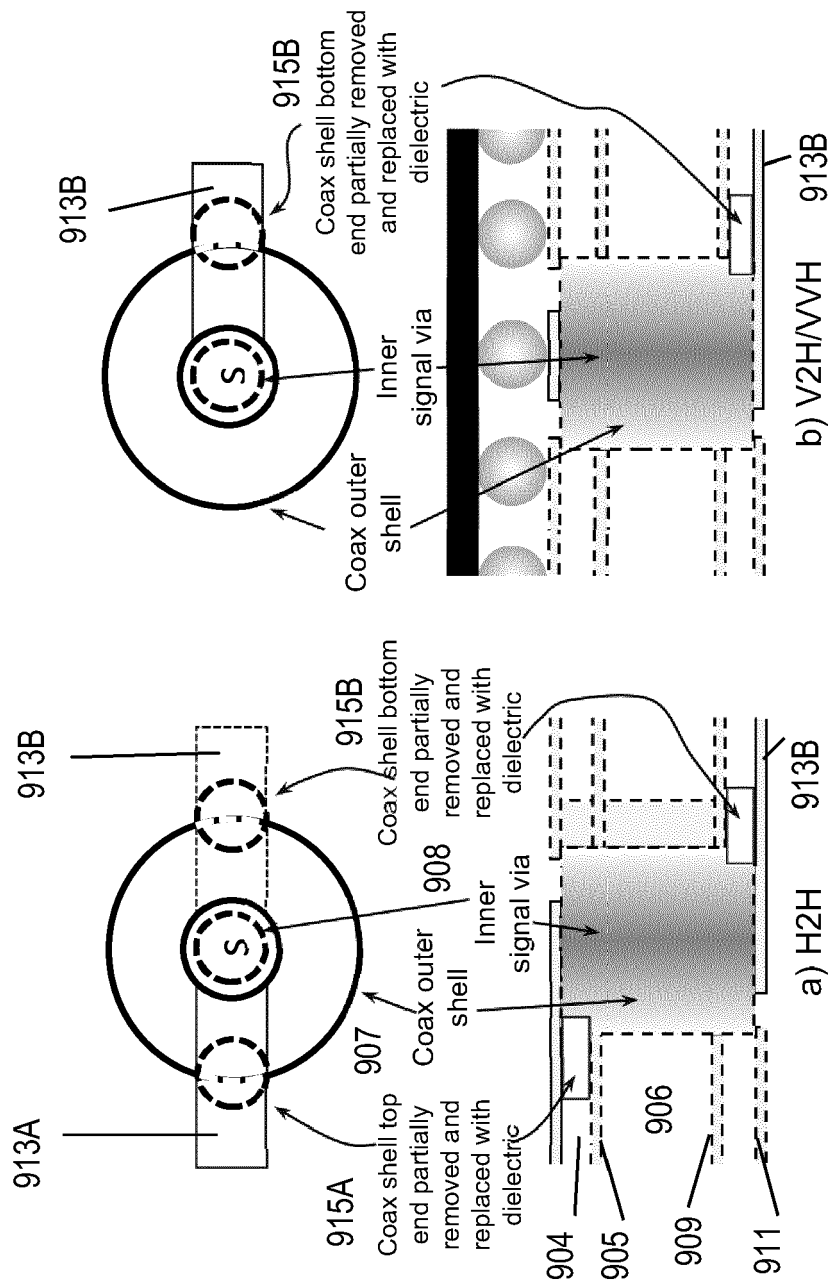 913A
913B
915A
Coax shell top
end partially
removed and
replaced with
dielectric
907
Coax outer
shell
S
908
Inner
signal via
915B
Coax shell bottom
end partially
removed and
replaced with
dielectric
904
905
906
909
911
913B
a) H2H
913B
915B
Coax shell bottom
end partially removed
and replaced with
dielectric
S
Coax outer
shell
Inner
signal via
913B
b) V2H/VVH